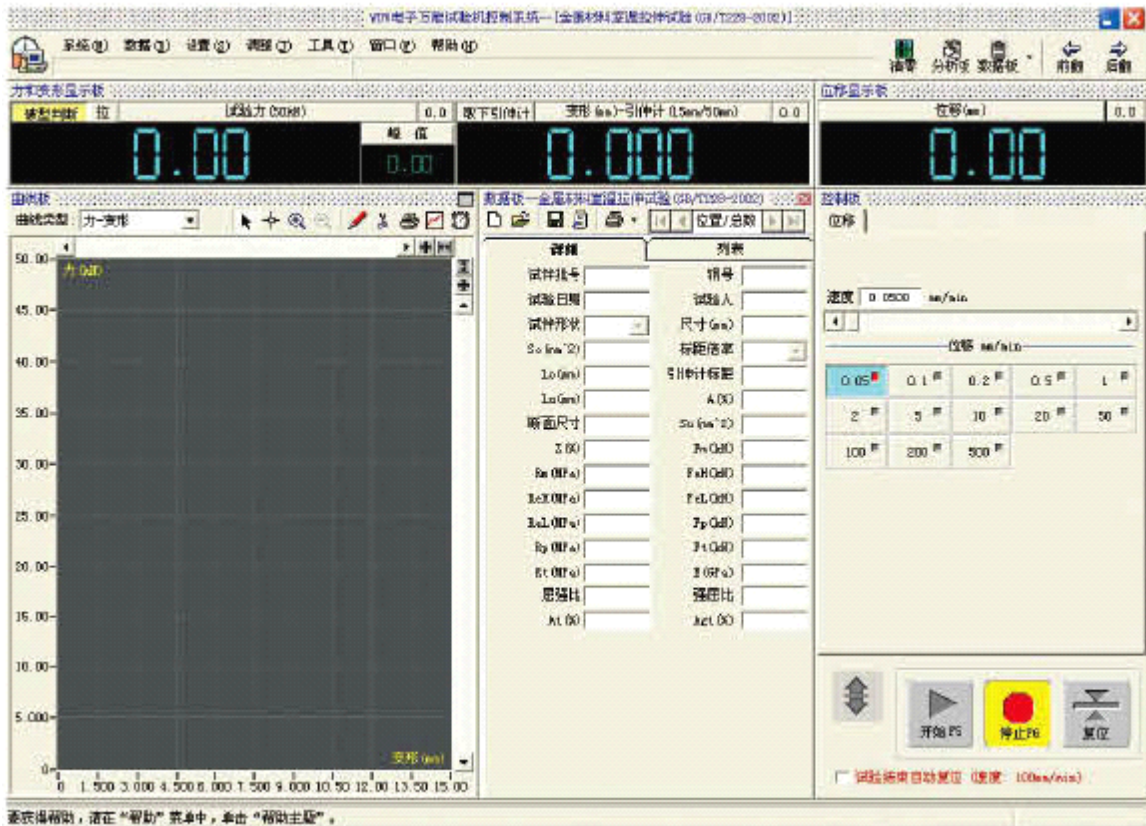 WDW电子万能试验机控制系统--[金属材料室温拉伸试验(GB/T228-2002)]
系统(M) 数据(Q) 设置(S) 调整(T) 工具(T) 窗口(W) 帮助(H)
清零 分析板 数据板 前翻 后翻
力和变形显示板 位移显示板
破型判断 拉 试验力(50kN) 0.0 取下引伸计 变形(mm)-引伸计(1.5mm/50mm) 0.0 位移(mm) 0.0
0.00 峰值 0.00 0.000 0.00
曲线板 数据板--金属材料室温拉伸试验(GB/T228-2002) 控制板
曲线类型: 力-变形 位置/总数 位移
详细 列表
力(kN)
试样批号 钢号
试验日期 试验人
试件形状 尺寸(mm)
So(mm^2) 标距倍率
Lo(mm) 引伸计标距
Lu(mm) A(%)
断面尺寸 Su(mm^2)
Z(%) Fm(kN)
Rm(MPa) FeH(kN)
ReH(MPa) FeL(kN)
ReL(MPa) Fp(kN)
Rp(MPa) Ft(kN)
Rt(MPa) E(GPa)
屈强比 强屈比
At(%) Agt(%)
50.00
45.00
40.00
35.00
30.00
25.00
20.00
15.00
10.00
5.000
0
变形(mm)
0 1.500 3.000 4.500 6.000 7.500 9.000 10.50 12.00 13.50 15.00
速度 0.0500 mm/min
位移 mm/min
0.05 0.1 0.2 0.5 1
2 5 10 20 50
100 200 500
开始F5 停止F6 复位
试验结束自动复位(速度: 100mm/min)
要获得帮助，请在“帮助”菜单中，单击“帮助主题”。